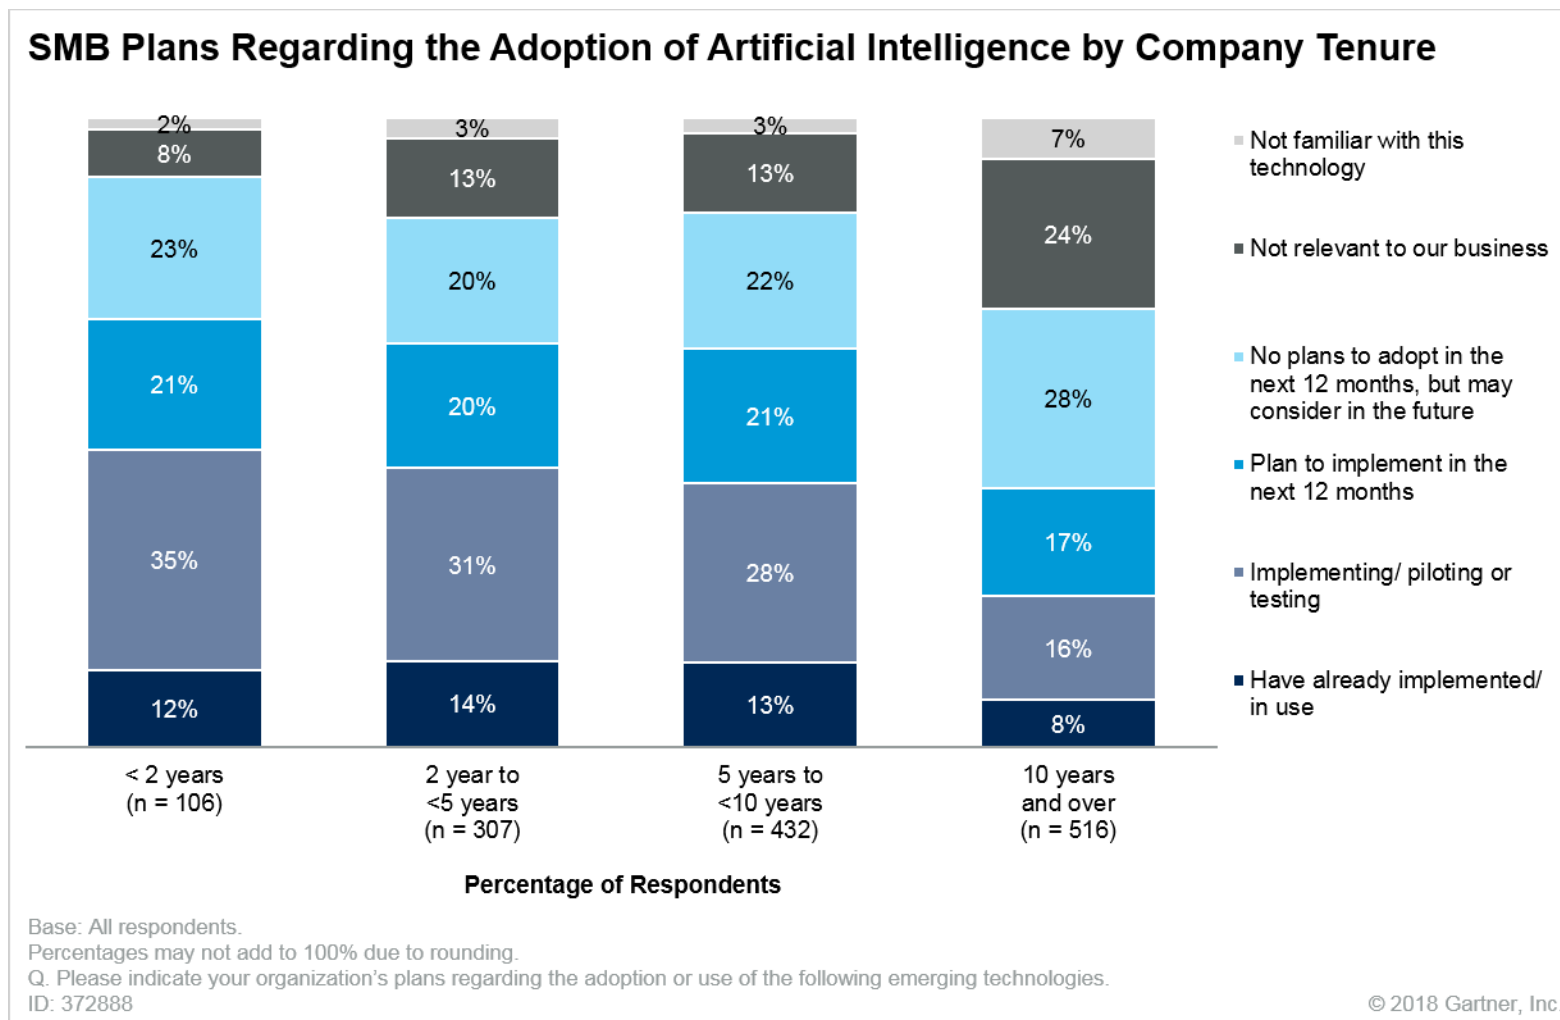 SMB Plans Regarding the Adoption of Artificial Intelligence by Company Tenure
2%
8%
23%
21%
35%
12%
3%
13%
20%
20%
31%
14%
3%
13%
22%
21%
28%
13%
7%
24%
28%
17%
16%
8%
Not familiar with this
technology
Not relevant to our business
No plans to adopt in the
next 12 months, but may
consider in the future
Plan to implement in the
next 12 months
Implementing/ piloting or
testing
Have already implemented/
in use
< 2 years
(n = 106)
2 year to
<5 years
(n = 307)
5 years to
<10 years
(n = 432)
10 years
and over
(n = 516)
Percentage of Respondents
Base: All respondents.
Percentages may not add to 100% due to rounding.
Q. Please indicate your organization's plans regarding the adoption or use of the following emerging technologies.
ID: 372888
© 2018 Gartner, Inc